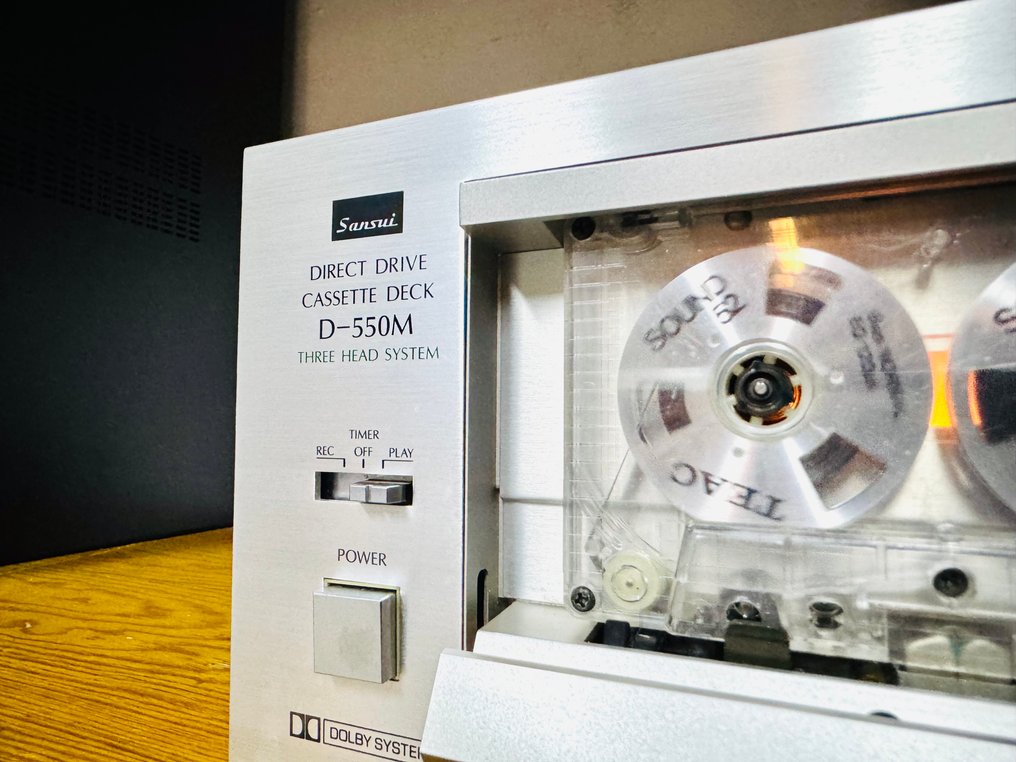 Sansui
DIRECT DRIVE
CASSETTE DECK
D-550M
THREE HEAD SYSTEM
TIMER
REC OFF PLAY
POWER
DOLBY SYSTEM
SOUND
TEAC